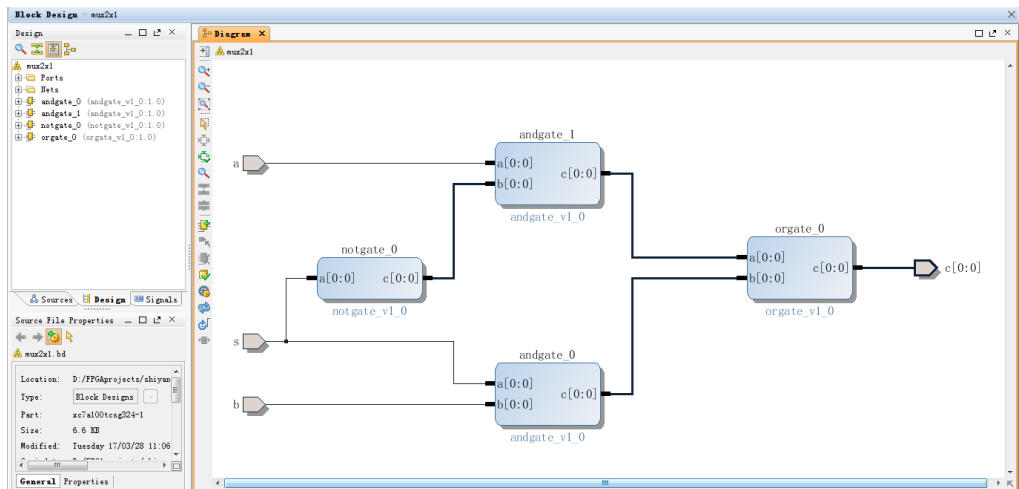 Block Design - mux2x1
Design
mux2x1
Ports
Nets
andgate_0 (andgate_v1_0:1.0)
andgate_1 (andgate_v1_0:1.0)
notgate_0 (notgate_v1_0:1.0)
orgate_0 (orgate_v1_0:1.0)
Sources Design Signals
Source File Properties
mux2x1.bd
Location: D:/FPGAprojects/shiyan
Type: Block Designs
Part: xc7a100tcsg324-1
Size: 6.6 KB
Modified: Tuesday 17/03/28 11:06
General Properties
Diagram
mux2x1
andgate_1
a
a[0:0]
b[0:0]
c[0:0]
andgate_v1_0
notgate_0
a[0:0]
c[0:0]
notgate_v1_0
orgate_0
a[0:0]
b[0:0]
c[0:0]
c[0:0]
orgate_v1_0
s
andgate_0
a[0:0]
b[0:0]
c[0:0]
b
andgate_v1_0